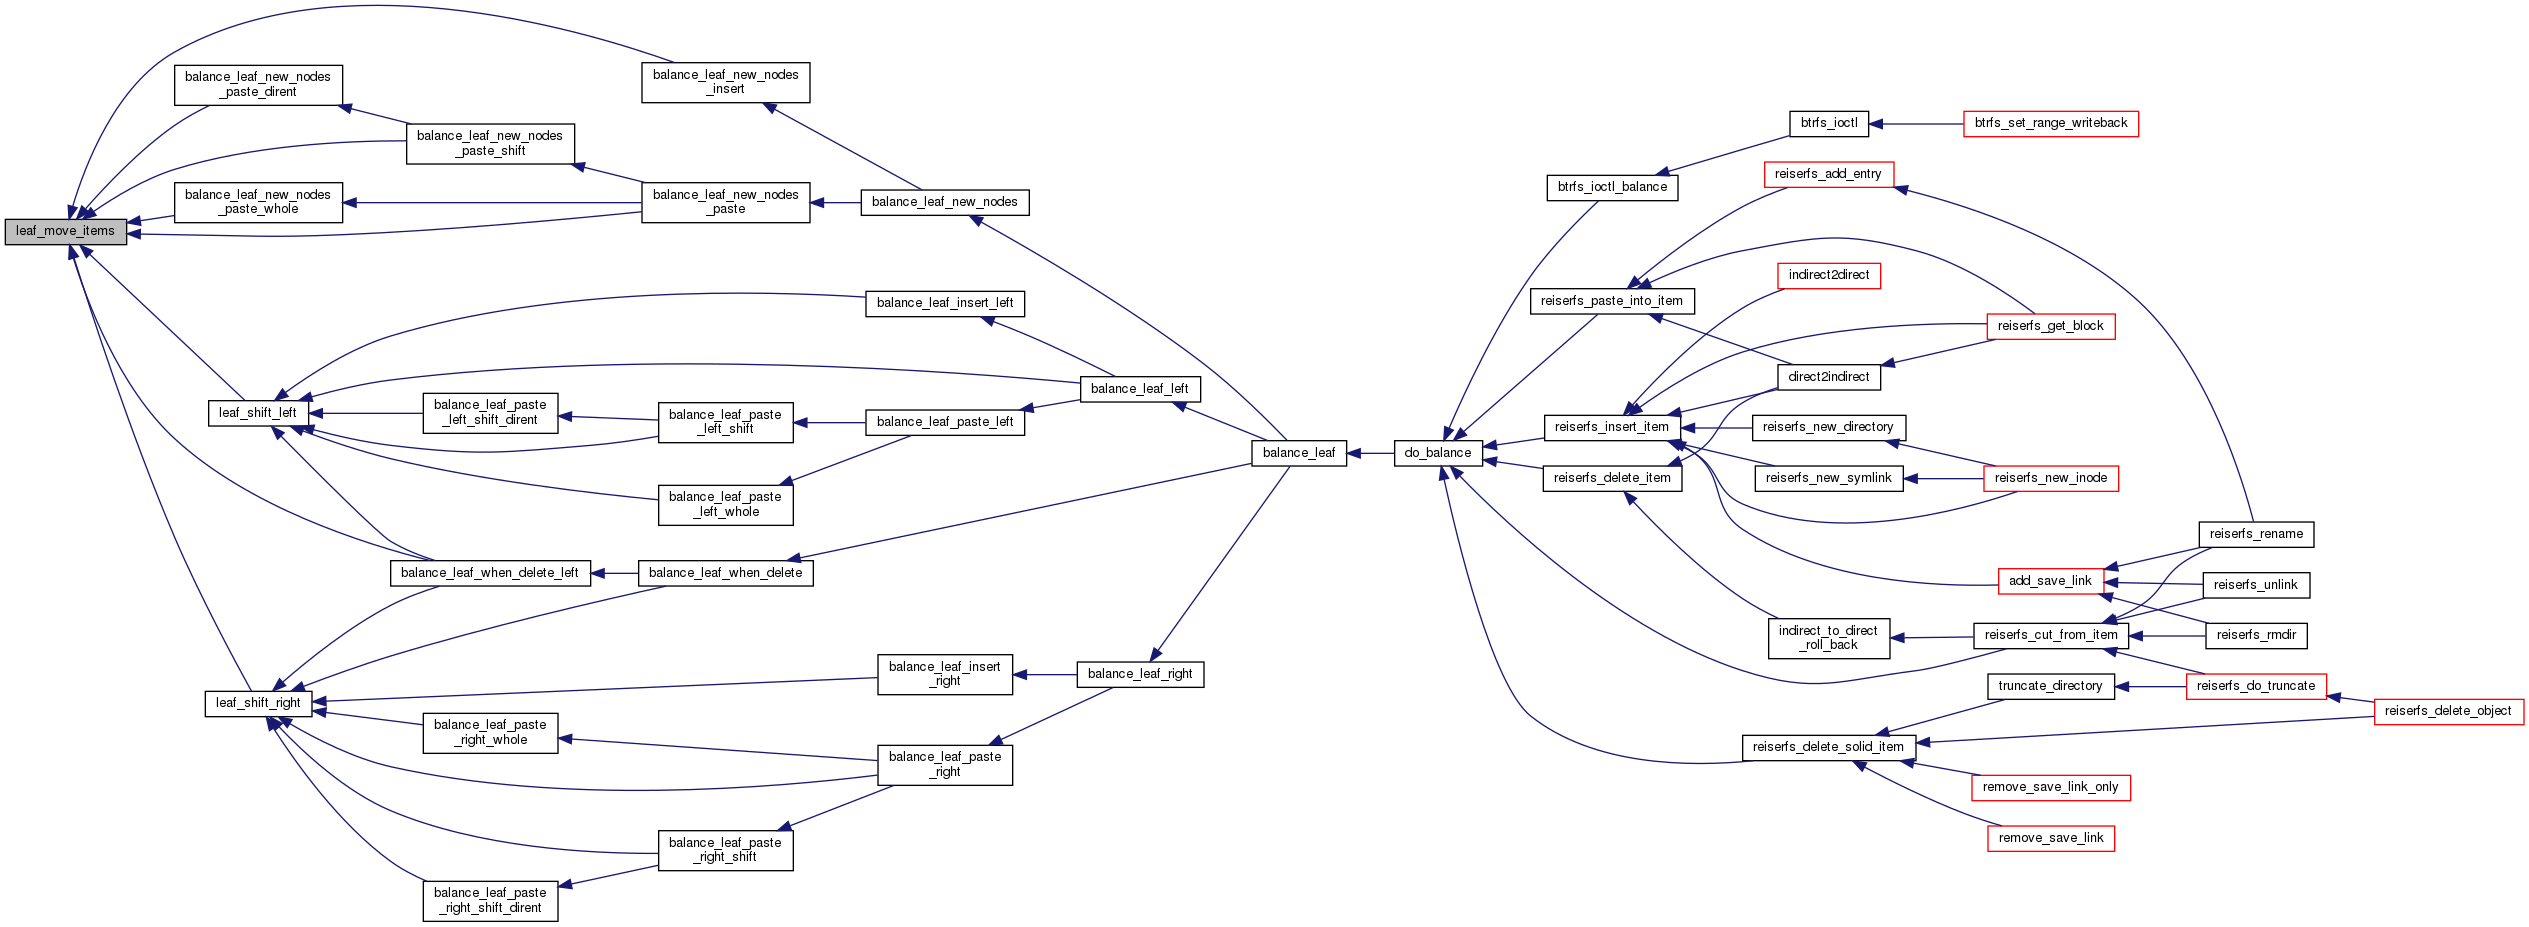 leaf_move_items
balance_leaf_new_nodes
_paste_dirent
balance_leaf_new_nodes
_paste_whole
leaf_shift_left
leaf_shift_right
balance_leaf_new_nodes
_paste_shift
balance_leaf_paste
_left_shift_dirent
balance_leaf_when_delete_left
balance_leaf_paste
_right_whole
balance_leaf_paste
_right_shift_dirent
balance_leaf_new_nodes
_insert
balance_leaf_new_nodes
_paste
balance_leaf_paste
_left_shift
balance_leaf_paste
_left_whole
balance_leaf_when_delete
balance_leaf_paste
_right_shift
balance_leaf_new_nodes
balance_leaf_insert_left
balance_leaf_paste_left
balance_leaf_insert
_right
balance_leaf_paste
_right
balance_leaf_left
balance_leaf_right
balance_leaf
do_balance
btrfs_ioctl_balance
reiserfs_paste_into_item
reiserfs_insert_item
reiserfs_delete_item
reiserfs_delete_solid_item
btrfs_ioctl
reiserfs_add_entry
indirect2direct
direct2indirect
reiserfs_new_directory
reiserfs_new_symlink
indirect_to_direct
_roll_back
btrfs_set_range_writeback
reiserfs_get_block
reiserfs_new_inode
add_save_link
reiserfs_cut_from_item
truncate_directory
remove_save_link_only
remove_save_link
reiserfs_rename
reiserfs_unlink
reiserfs_rmdir
reiserfs_do_truncate
reiserfs_delete_object